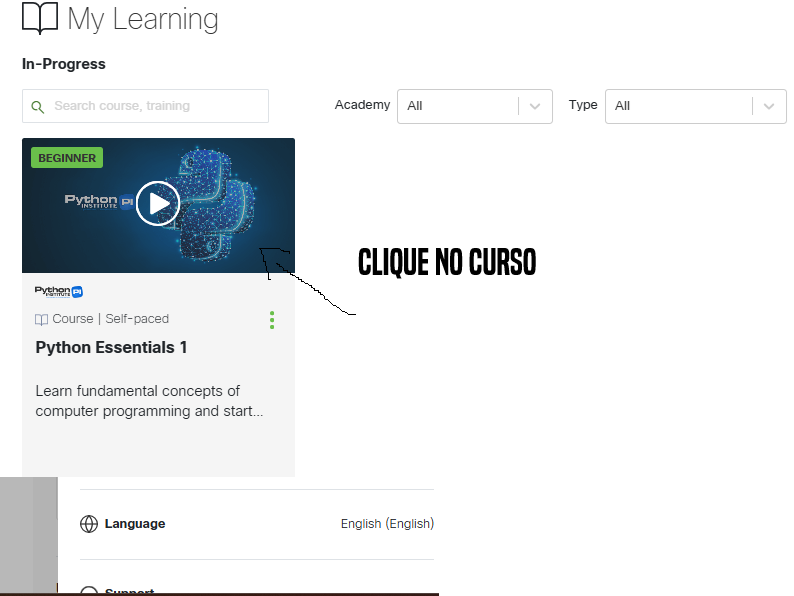 My Learning
In-Progress
Search course, training
Academy All
Type All
BEGINNER
Python PI
INSTITUTE
CLIQUE NO CURSO
Python PI
INSTITUTE
Course | Self-paced
Python Essentials 1
Learn fundamental concepts of
computer programming and start...
Language English (English)
Support